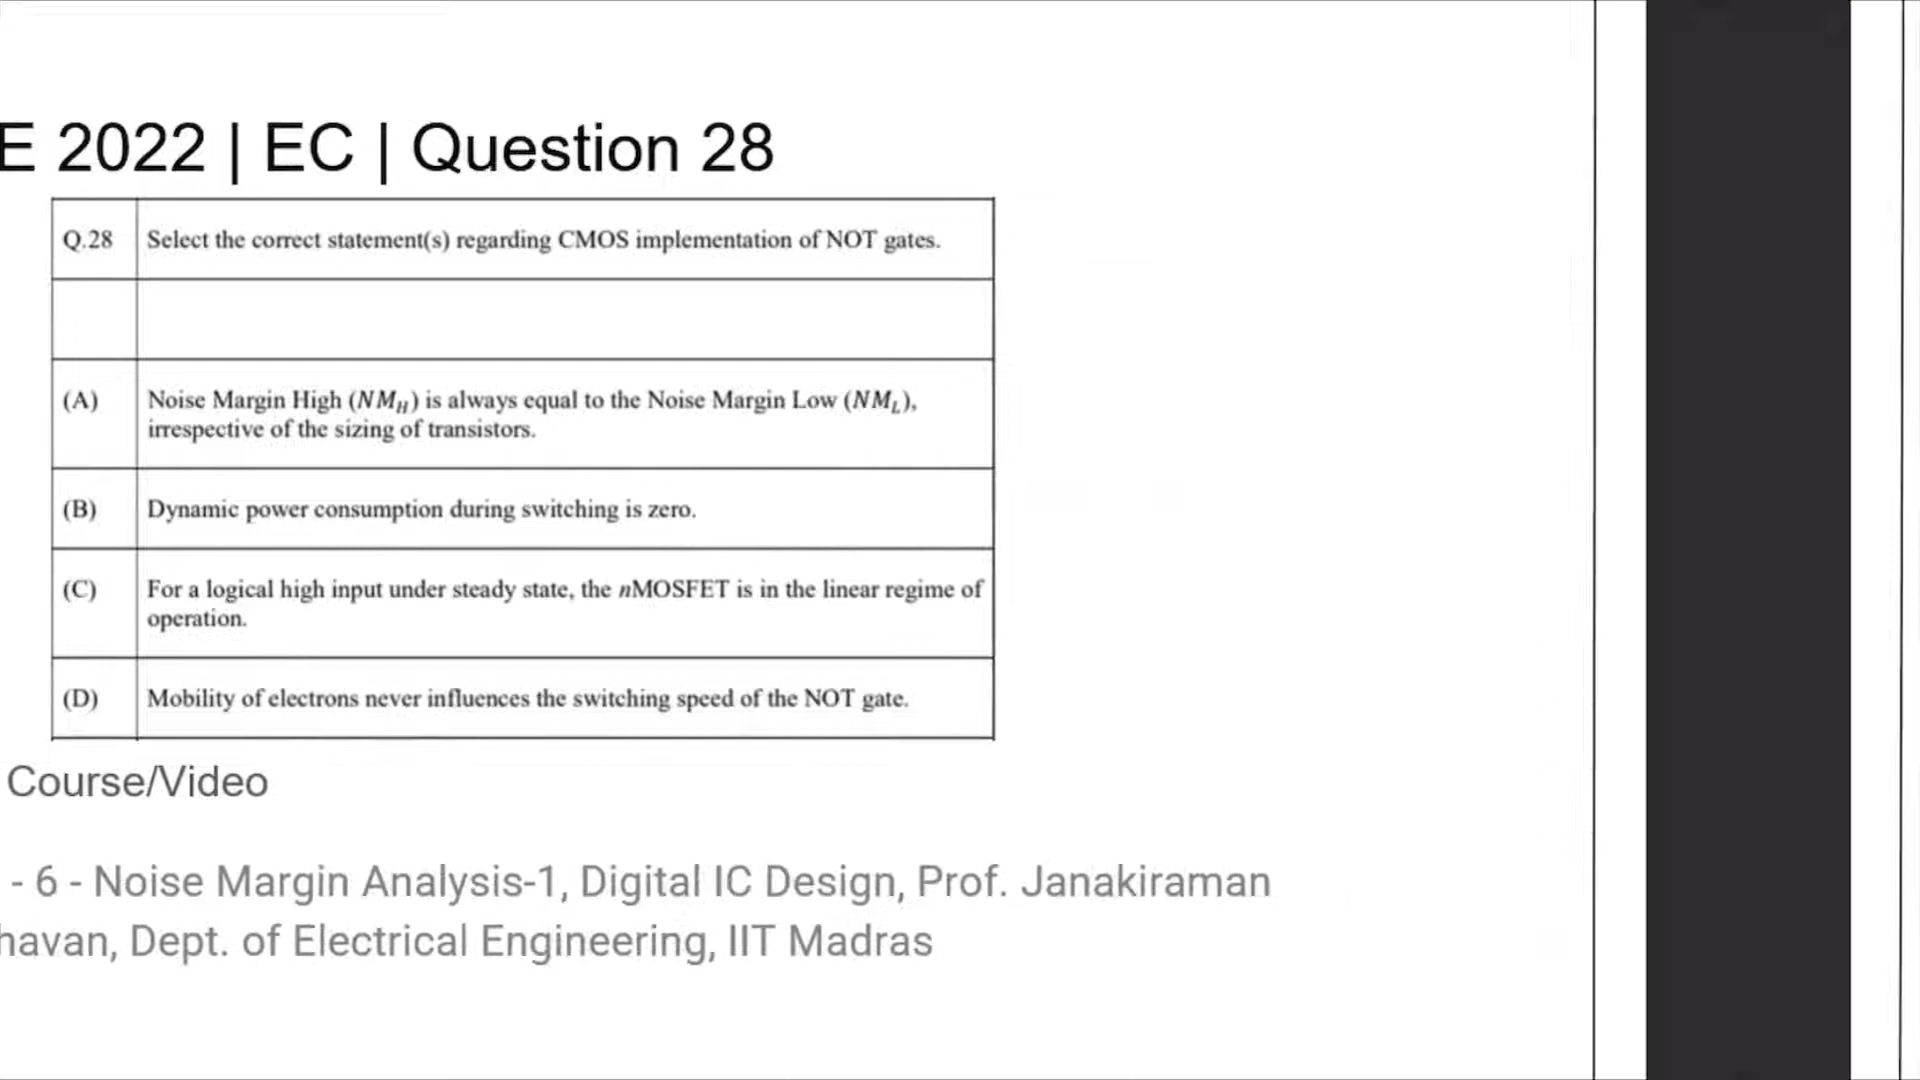 E 2022 | EC | Question 28
Q.28 Select the correct statement(s) regarding CMOS implementation of NOT gates.
(A) Noise Margin High (NM_H) is always equal to the Noise Margin Low (NM_L),
irrespective of the sizing of transistors.
(B) Dynamic power consumption during switching is zero.
(C) For a logical high input under steady state, the nMOSFET is in the linear regime of
operation.
(D) Mobility of electrons never influences the switching speed of the NOT gate.
Course/Video
- 6 - Noise Margin Analysis-1, Digital IC Design, Prof. Janakiraman
havan, Dept. of Electrical Engineering, IIT Madras